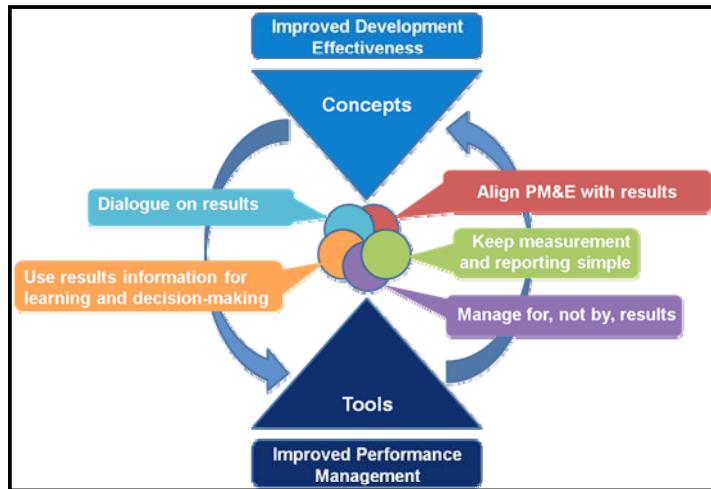 Improved Development
Effectiveness
Concepts
Dialogue on results
Align PM&E with results
Keep measurement
and reporting simple
Use results information for
learning and decision-making
Manage for, not by, results
Tools
Improved Performance
Management